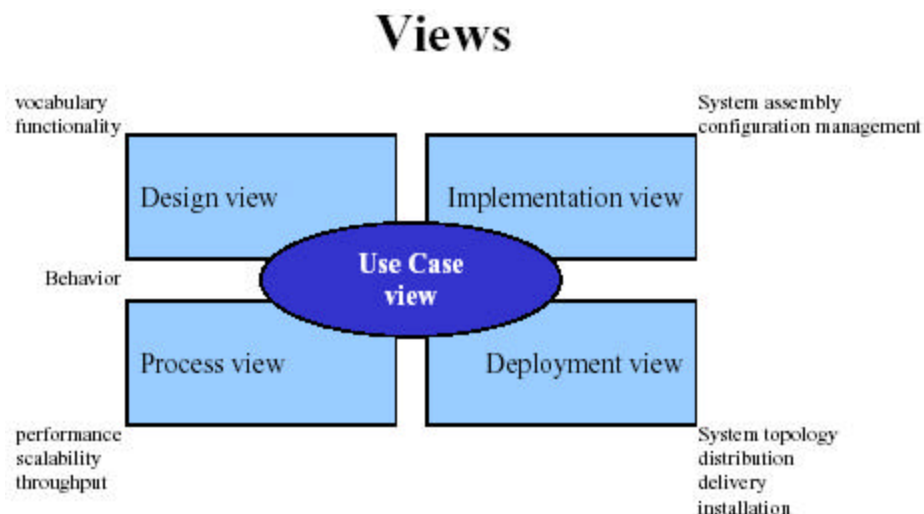 Views
vocabulary
functionality
System assembly
configuration management
Design view
Implementation view
Use Case
view
Behavior
Process view
Deployment view
performance
scalability
throughput
System topology
distribution
delivery
installation